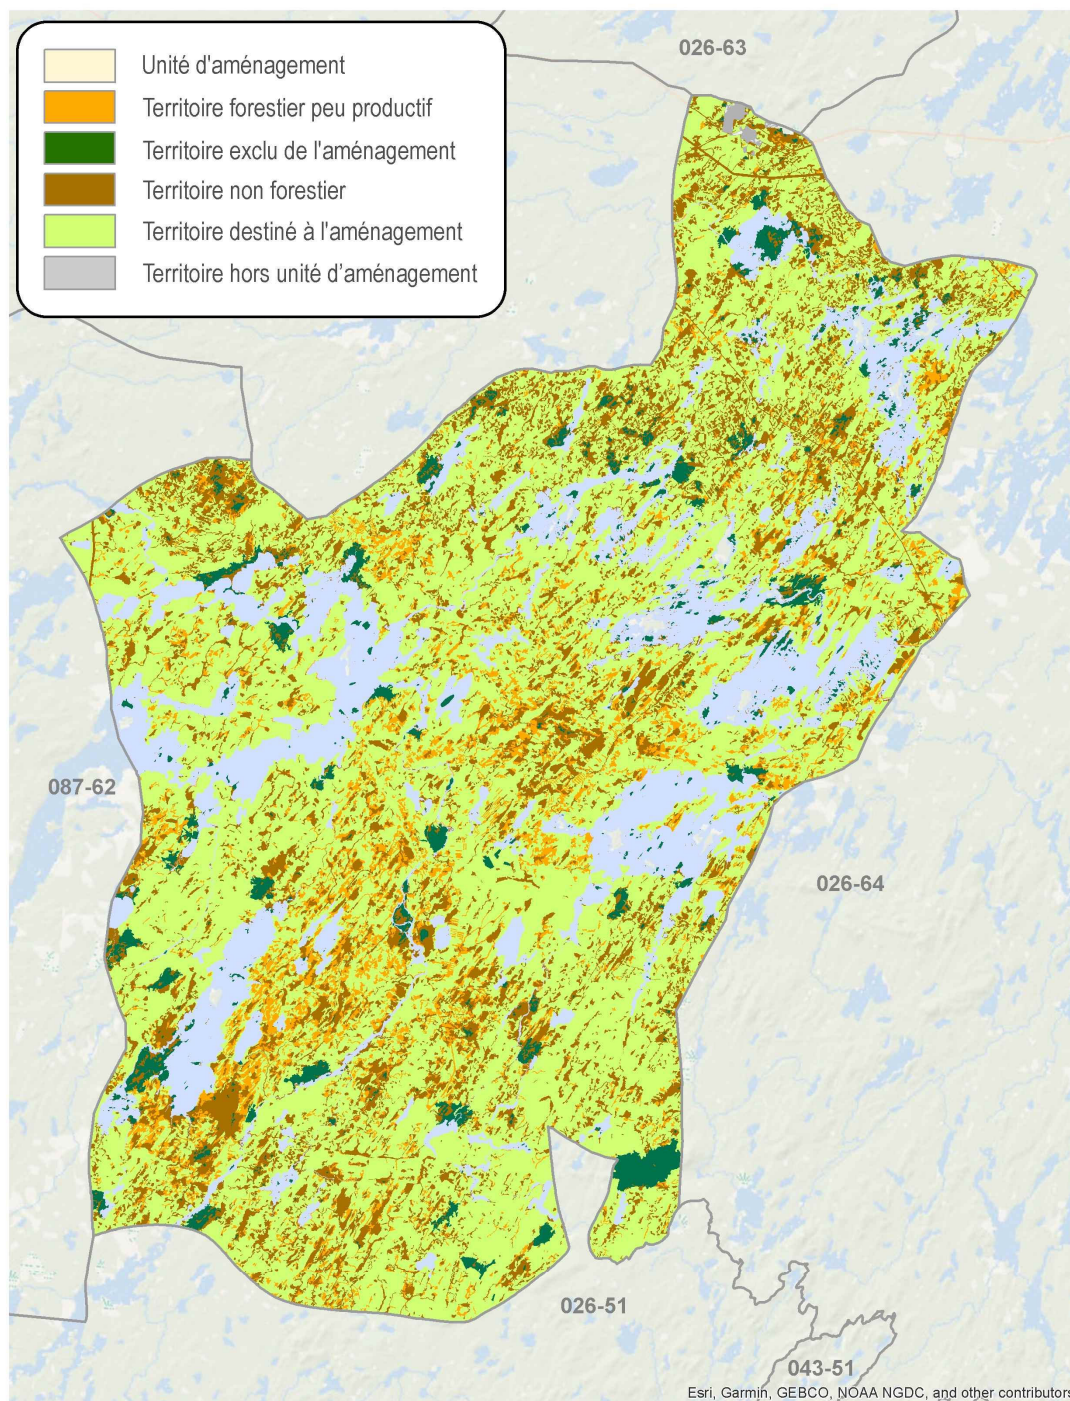 026-63
Unité d'aménagement
Territoire forestier peu productif
Territoire exclu de l'aménagement
Territoire non forestier
Territoire destiné à l'aménagement
Territoire hors unité d’aménagement
087-62
026-64
026-51
043-51
Esri, Garmin, GEBCO, NOAA NGDC, and other contributors